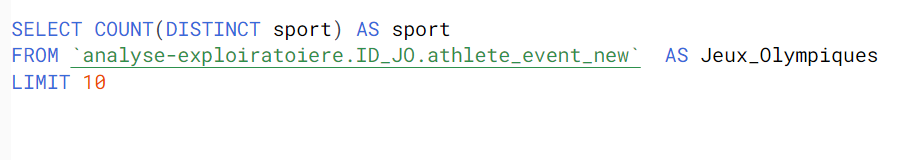 SELECT COUNT(DISTINCT sport) AS sport
FROM `analyse-exploiratoiere.ID_JO.athlete_event_new` AS Jeux_Olympiques
LIMIT 10